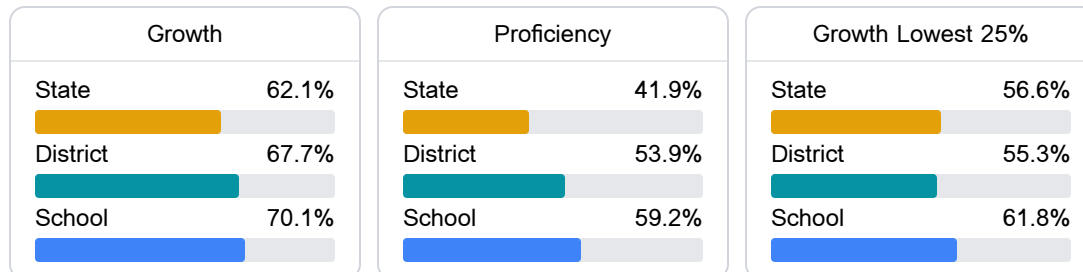 Growth
State 62.1%
District 67.7%
School 70.1%
Proficiency
State 41.9%
District 53.9%
School 59.2%
Growth Lowest 25%
State 56.6%
District 55.3%
School 61.8%